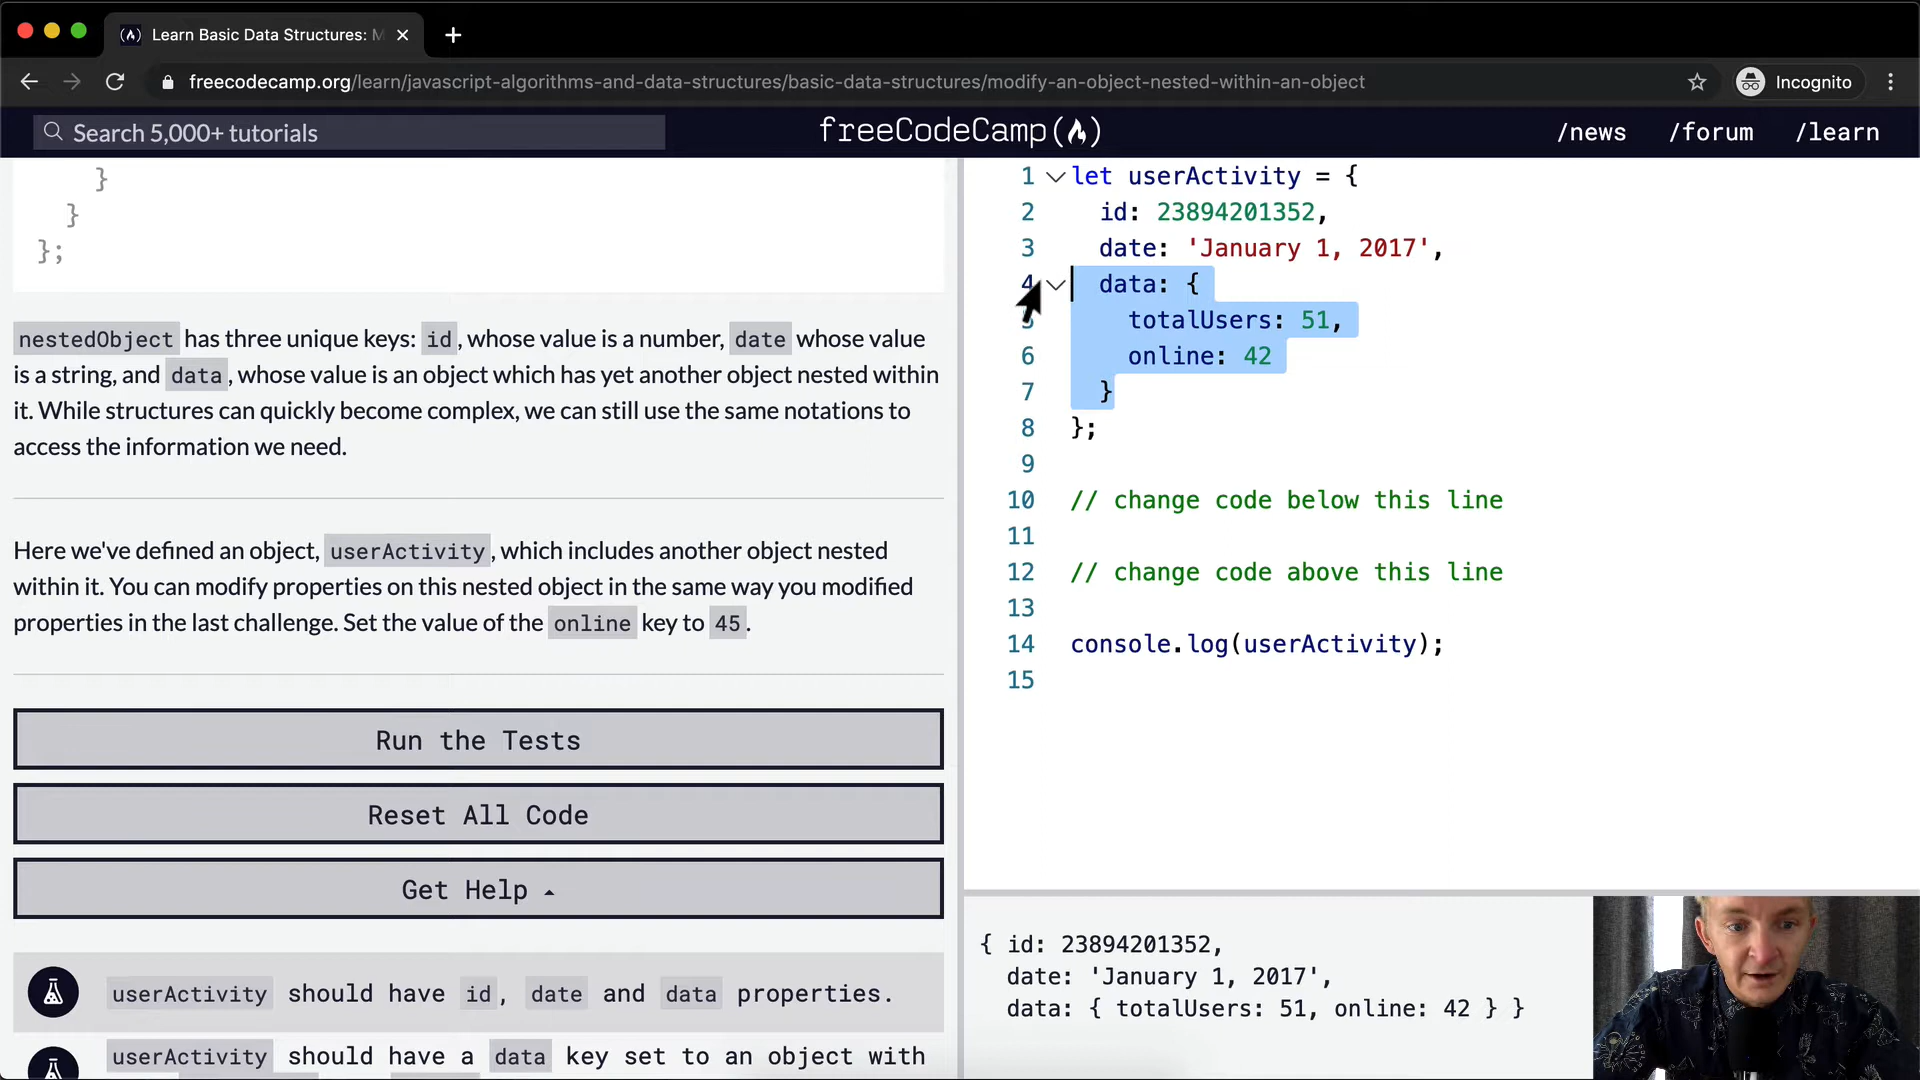 Learn Basic Data Structures: M
freecodecamp.org/learn/javascript-algorithms-and-data-structures/basic-data-structures/modify-an-object-nested-within-an-object
Incognito
Search 5,000+ tutorials
freeCodeCamp(🔥)
/news /forum /learn
}
}
};
nestedObject has three unique keys: id, whose value is a number, date whose value
is a string, and data, whose value is an object which has yet another object nested within
it. While structures can quickly become complex, we can still use the same notations to
access the information we need.
Here we've defined an object, userActivity, which includes another object nested
within it. You can modify properties on this nested object in the same way you modified
properties in the last challenge. Set the value of the online key to 45.
Run the Tests
Reset All Code
Get Help
userActivity should have id, date and data properties.
userActivity should have a data key set to an object with
1 let userActivity = {
2 id: 23894201352,
3 date: 'January 1, 2017',
4 data: {
5 totalUsers: 51,
6 online: 42
7 }
8 };
9
10 // change code below this line
11
12 // change code above this line
13
14 console.log(userActivity);
15
{ id: 23894201352,
date: 'January 1, 2017',
data: { totalUsers: 51, online: 42 } }